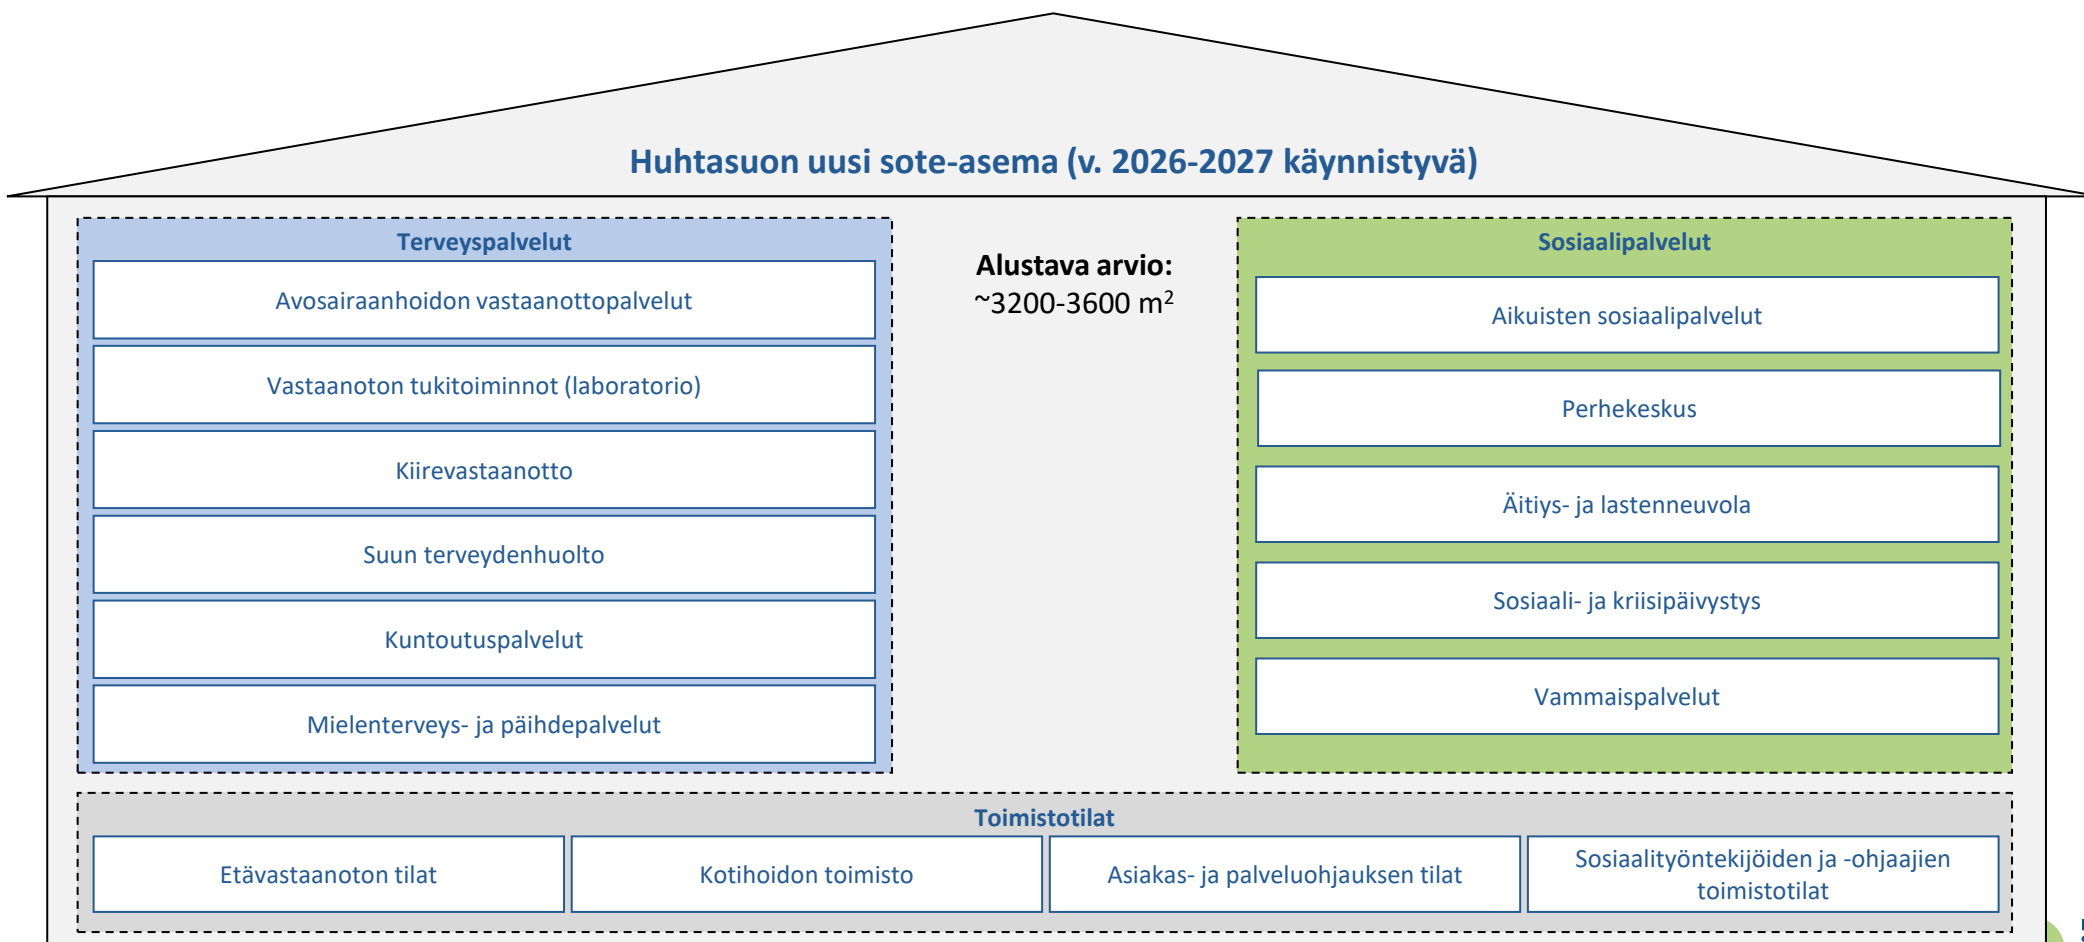 Huhtasuon uusi sote-asema (v. 2026-2027 käynnistyvä)
Terveyspalvelut
Avosairaanhoidon vastaanottopalvelut
Vastaanoton tukitoiminnot (laboratorio)
Kiirevastaanotto
Suun terveydenhuolto
Kuntoutuspalvelut
Mielenterveys- ja päihdepalvelut
Alustava arvio:
~3200-3600 m²
Sosiaalipalvelut
Aikuisten sosiaalipalvelut
Perhekeskus
Äitiys- ja lastenneuvola
Sosiaali- ja kriisipäivystys
Vammaispalvelut
Toimistotilat
Etävastaanoton tilat
Kotihoidon toimisto
Asiakas- ja palveluohjauksen tilat
Sosiaalityöntekijöiden ja -ohjaajien
toimistotilat